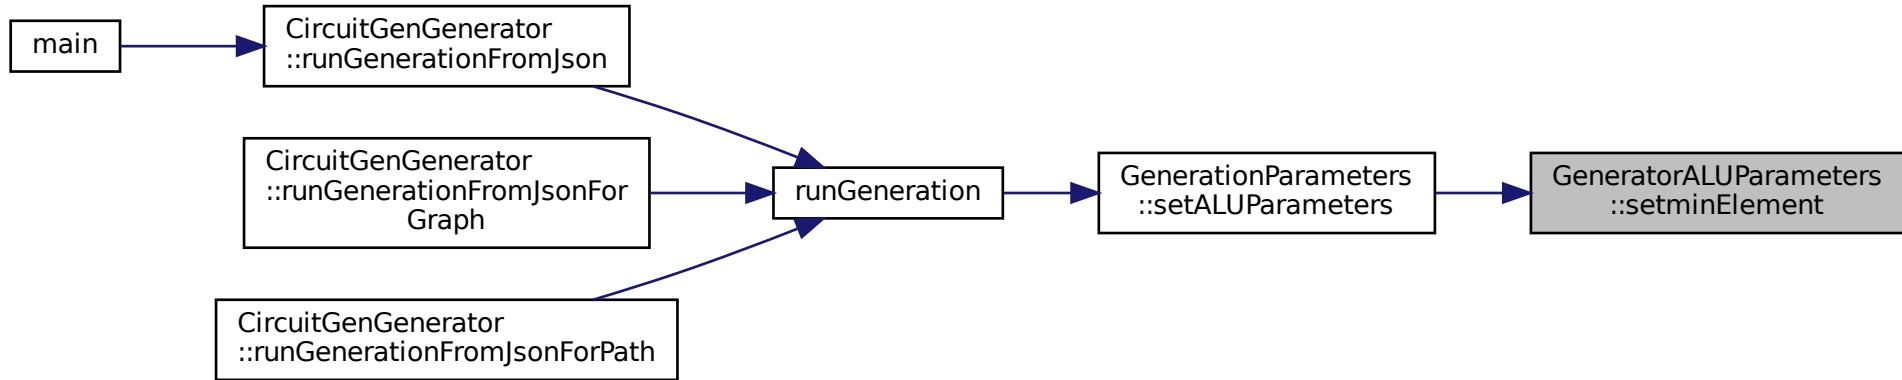 main
CircuitGenGenerator
::runGenerationFromJson
CircuitGenGenerator
::runGenerationFromJsonFor
Graph
CircuitGenGenerator
::runGenerationFromJsonForPath
runGeneration
GenerationParameters
::setALUParameters
GeneratorALUParameters
::setminElement